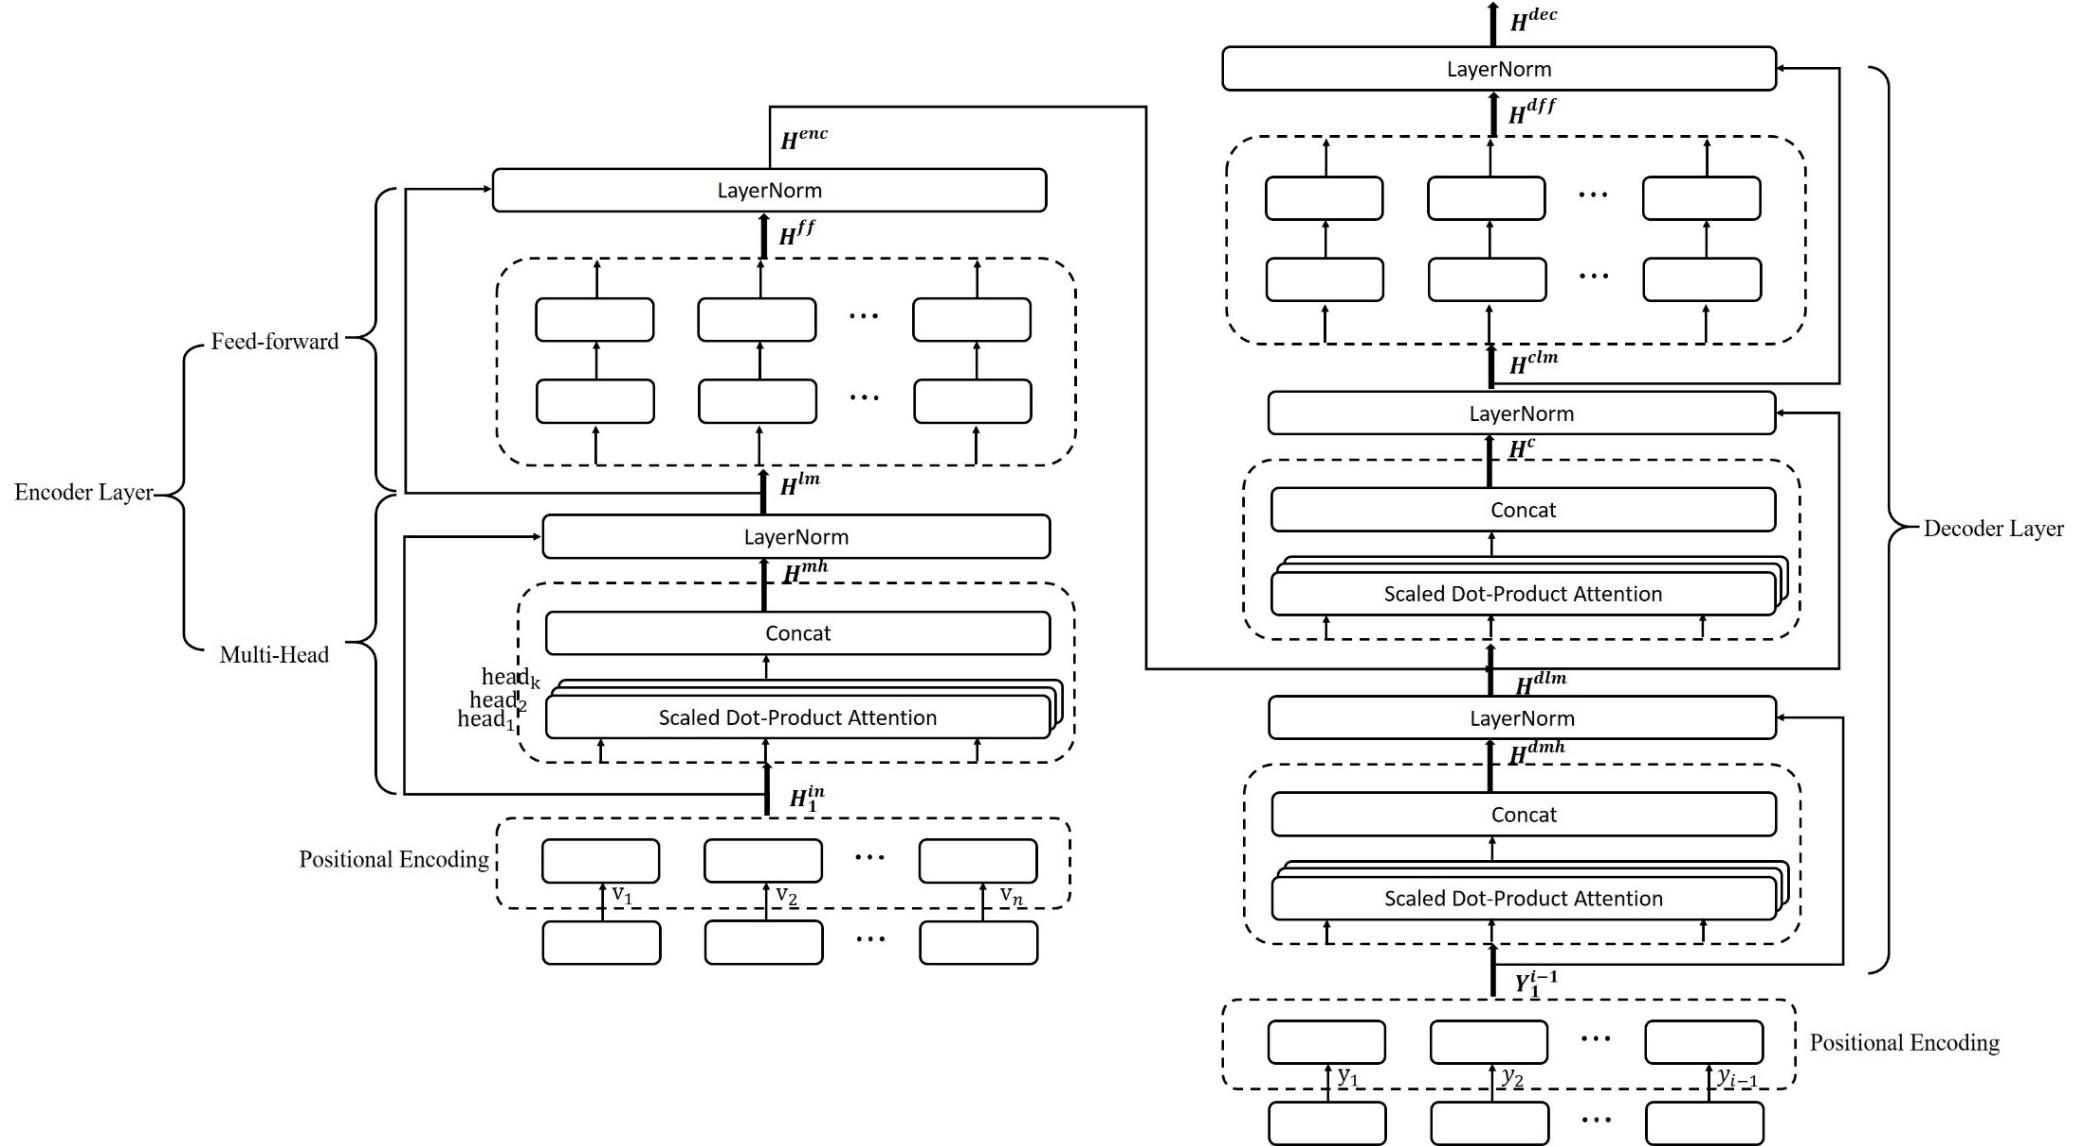 H^{enc}
LayerNorm
H^{ff}
...
Feed-forward
...
H^{lm}
Encoder Layer
LayerNorm
H^{mh}
Concat
Multi-Head
head_k
head_2
head_1
Scaled Dot-Product Attention
H_1^{in}
Positional Encoding
...
v_1
v_2
v_n
...
H^{dec}
LayerNorm
H^{dff}
...
...
H^{clm}
LayerNorm
H^c
Concat
Decoder Layer
Scaled Dot-Product Attention
H^{dlm}
LayerNorm
H^{dmh}
Concat
Scaled Dot-Product Attention
Y_1^{i-1}
...
Positional Encoding
y_1
y_2
y_{i-1}
...